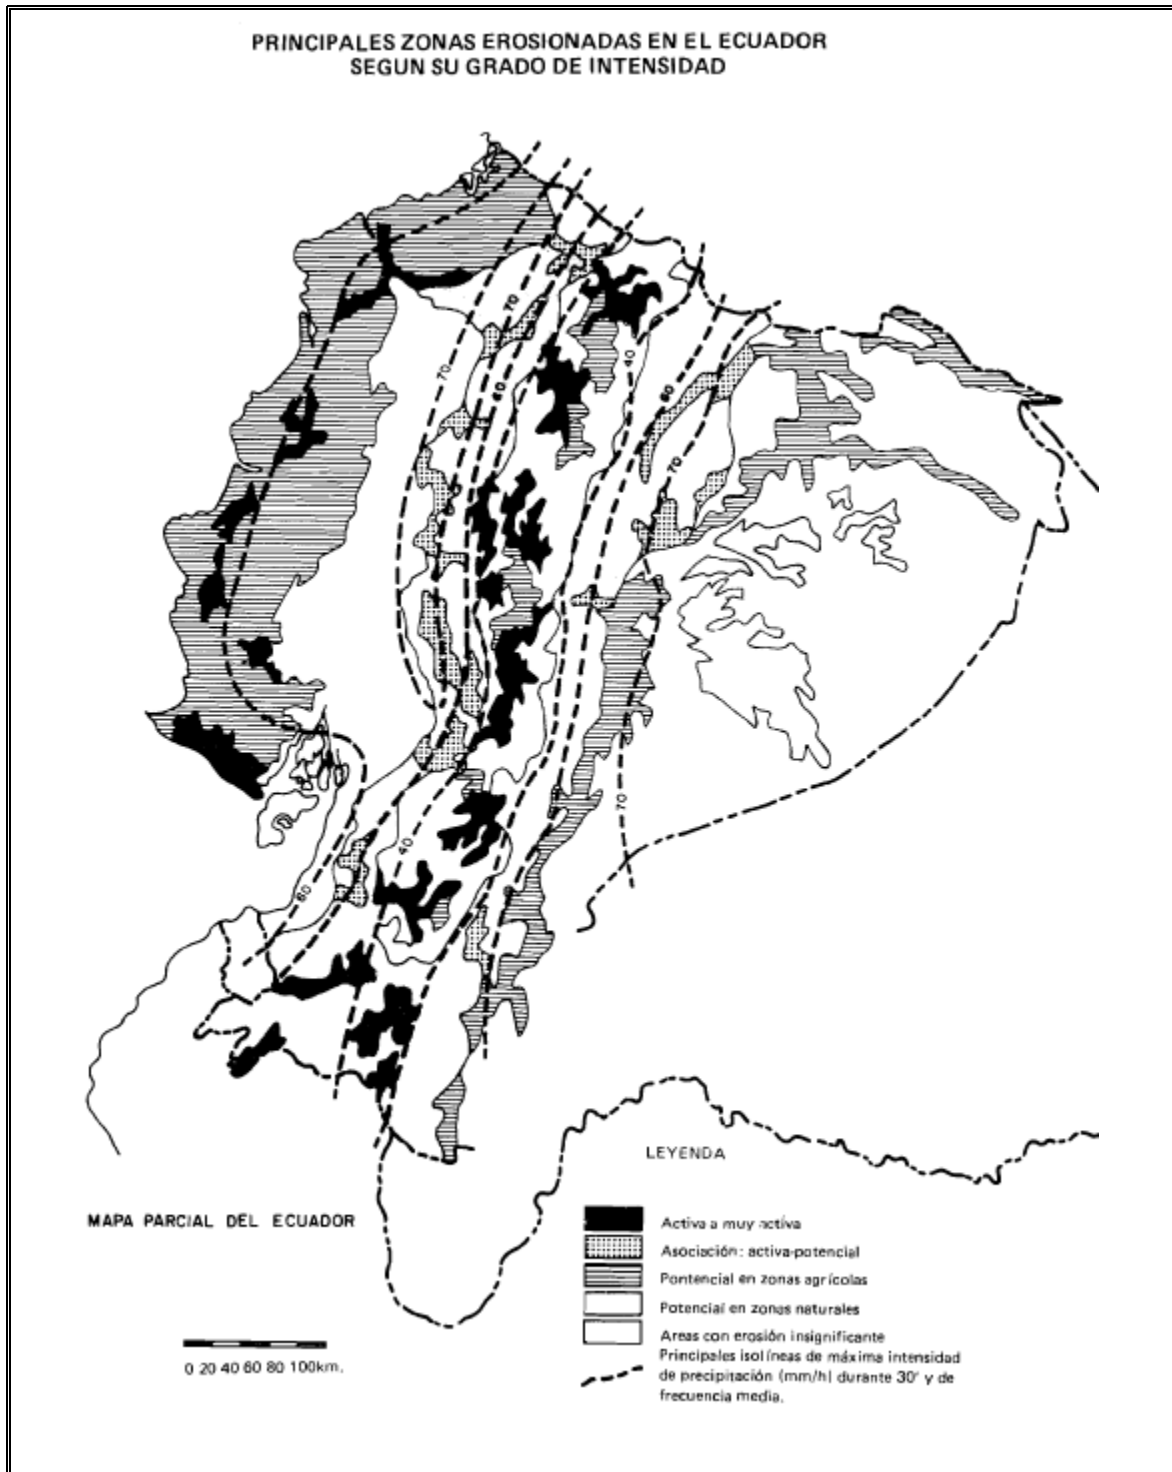 PRINCIPALES ZONAS EROSIONADAS EN EL ECUADOR
SEGUN SU GRADO DE INTENSIDAD
70
70
60
40
60
70
70
40
60
MAPA PARCIAL DEL ECUADOR
0 20 40 60 80 100km.
LEYENDA
Activa a muy activa
Asociación: activa-potencial
Pontencial en zonas agrícolas
Potencial en zonas naturales
Areas con erosión insignificante
Principales isolíneas de máxima intensidad
de precipitación (mm/h) durante 30' y de
frecuencia media.